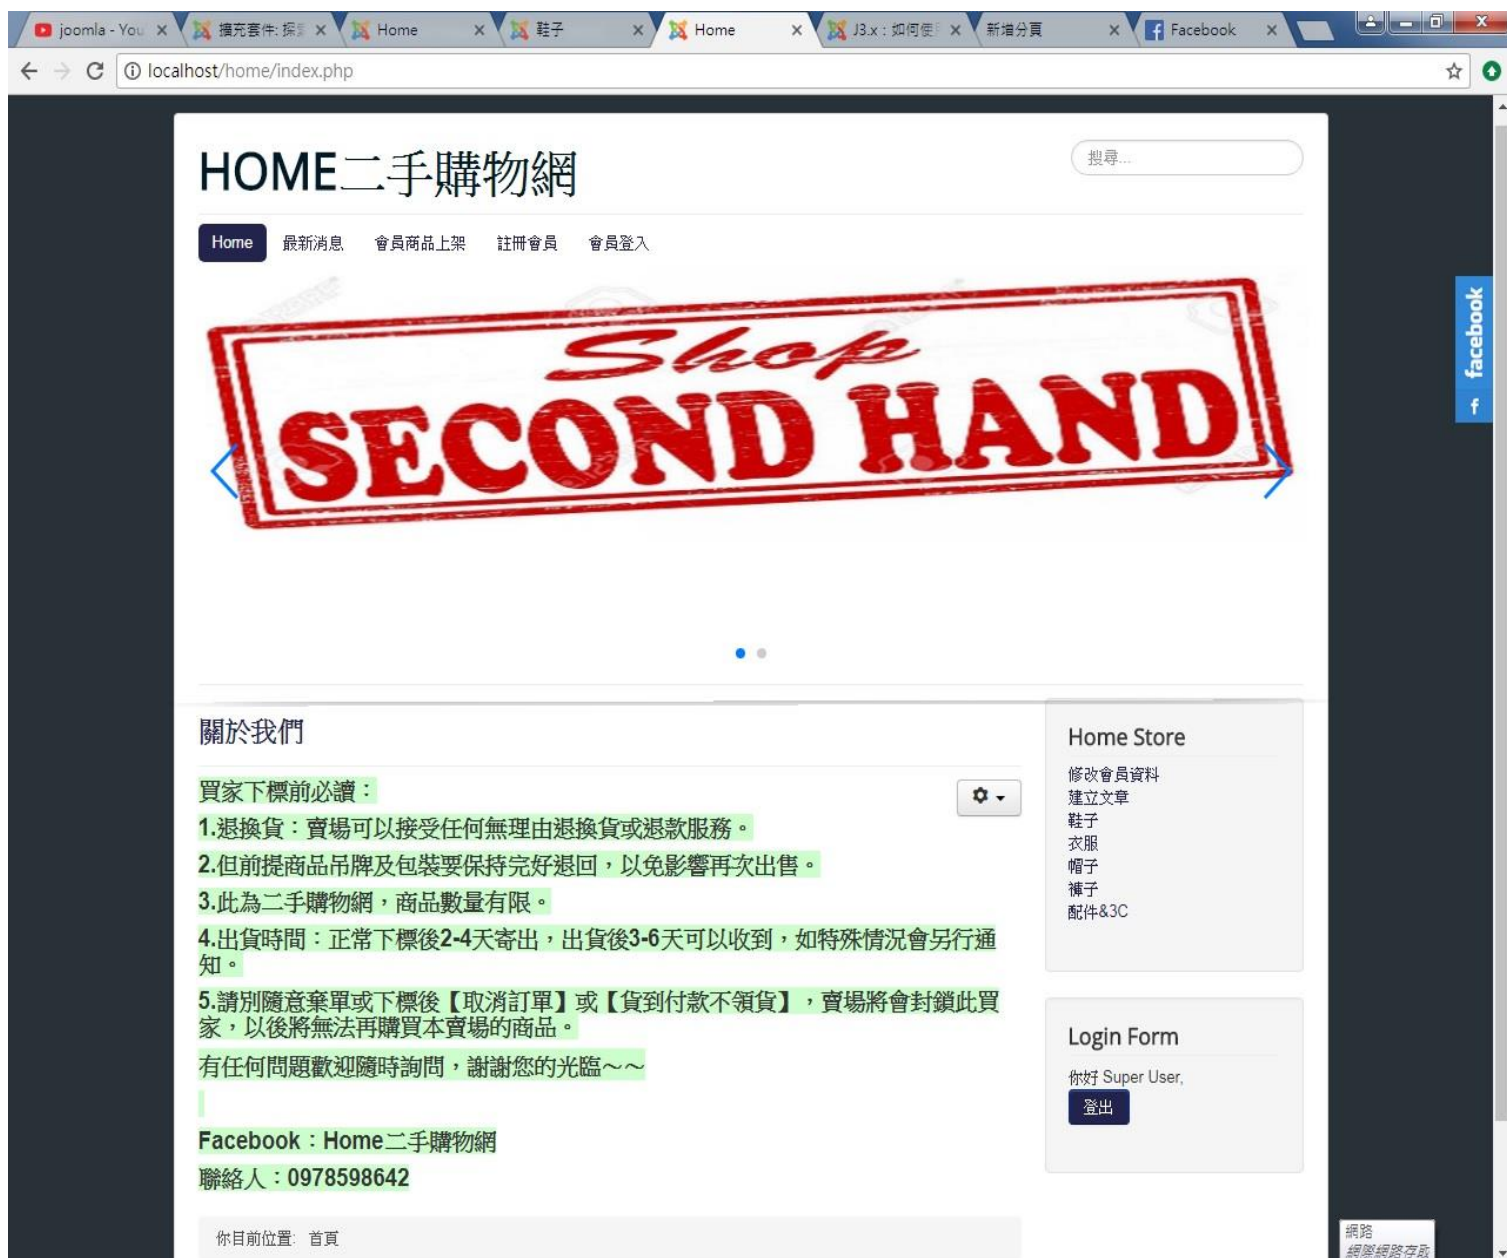 joomla - You
擴充套件: 探索
Home
鞋子
Home
J3.x：如何使用
新增分頁
Facebook
localhost/home/index.php
HOME二手購物網
搜尋...
Home 最新消息 會員商品上架 註冊會員 會員登入
facebook
Shop
SECOND HAND
關於我們
買家下標前必讀：
1.退換貨：賣場可以接受任何無理由退換貨或退款服務。
2.但前提商品吊牌及包裝要保持完好退回，以免影響再次出售。
3.此為二手購物網，商品數量有限。
4.出貨時間：正常下標後2-4天寄出，出貨後3-6天可以收到，如特殊情況會另行通
知。
5.請別隨意棄單或下標後【取消訂單】或【貨到付款不領貨】，賣場將會封鎖此買
家，以後將無法再購買本賣場的商品。
有任何問題歡迎隨時詢問，謝謝您的光臨～～
Facebook：Home二手購物網
聯絡人：0978598642
你目前位置: 首頁
Home Store
修改會員資料
建立文章
鞋子
衣服
帽子
褲子
配件&3C
Login Form
你好 Super User,
登出
網路
網際網路存取